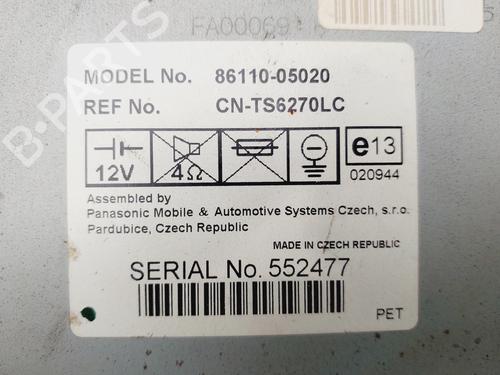 FA00069
MODEL No. 86110-05020
REF No. CN-TS6270LC
12V 4Ω e13
020944
Assembled by
Panasonic Mobile & Automotive Systems Czech, s.r.o.
Pardubice, Czech Republic
MADE IN CZECH REPUBLIC
SERIAL No. 552477
PET
B-PARTS